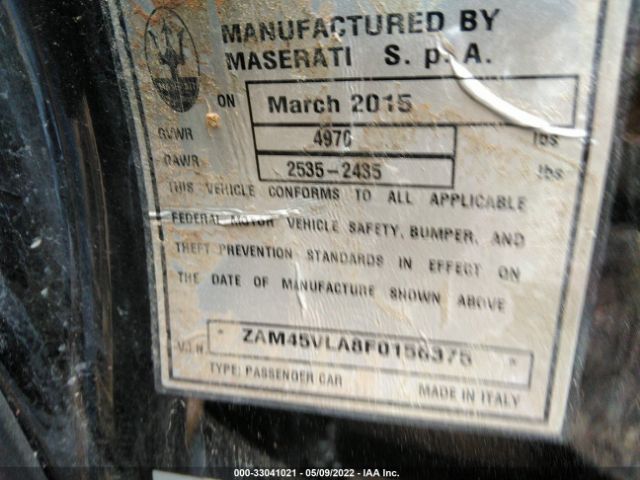 MANUFACTURED BY
MASERATI S. p. A.
ON March 2015
GVWR 4970 lbs
GAWR 2535-2435 lbs
THIS VEHICLE CONFORMS TO ALL APPLICABLE
FEDERAL MOTOR VEHICLE SAFETY, BUMPER, AND
THEFT PREVENTION STANDARDS IN EFFECT ON
THE DATE OF MANUFACTURE SHOWN ABOVE
V.I.N * ZAM45VLA8F0156375 *
TYPE: PASSENGER CAR MADE IN ITALY
000-33041021 - 05/09/2022 - IAA Inc.